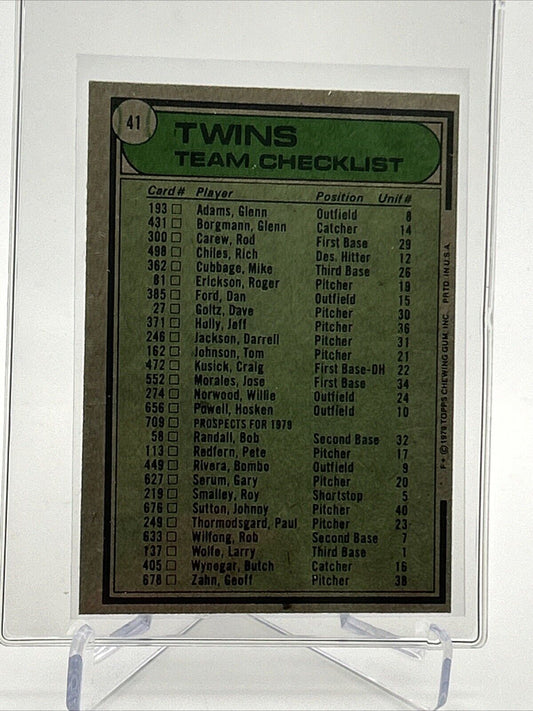 41
TWINS
TEAM CHECKLIST
Card # Player Position Unif #
193 Adams, Glenn Outfield 8
431 Borgmann, Glenn Catcher 14
300 Carew, Rod First Base 29
498 Chiles, Rich Des. Hitter 12
362 Cubbage, Mike Third Base 26
81 Erickson, Roger Pitcher 19
385 Ford, Dan Outfield 15
27 Goltz, Dave Pitcher 30
371 Holly, Jeff Pitcher 36
246 Jackson, Darrell Pitcher 31
162 Johnson, Tom Pitcher 21
472 Kusick, Craig First Base-DH 22
552 Morales, Jose First Base 34
274 Norwood, Willie Outfield 24
656 Powell, Hosken Outfield 10
709 PROSPECTS FOR 1979
58 Randall, Bob Second Base 32
113 Redfern, Pete Pitcher 17
449 Rivera, Bombo Outfield 9
627 Serum, Gary Pitcher 20
219 Smalley, Roy Shortstop 5
676 Sutton, Johnny Pitcher 40
249 Thormodsgard, Paul Pitcher 23
633 Wilfong, Rob Second Base 7
137 Wolfe, Larry Third Base 1
405 Wynegar, Butch Catcher 16
678 Zahn, Geoff Pitcher 38
F* © 1979 TOPPS CHEWING GUM, INC. PRTD. IN U.S.A.